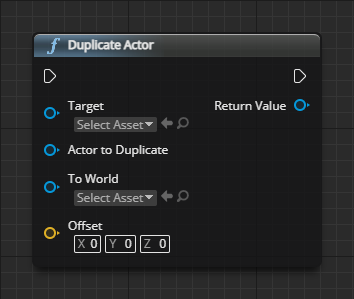 Duplicate Actor
Target
Return Value
Select Asset
Actor to Duplicate
To World
Select Asset
Offset
X 0 Y 0 Z 0